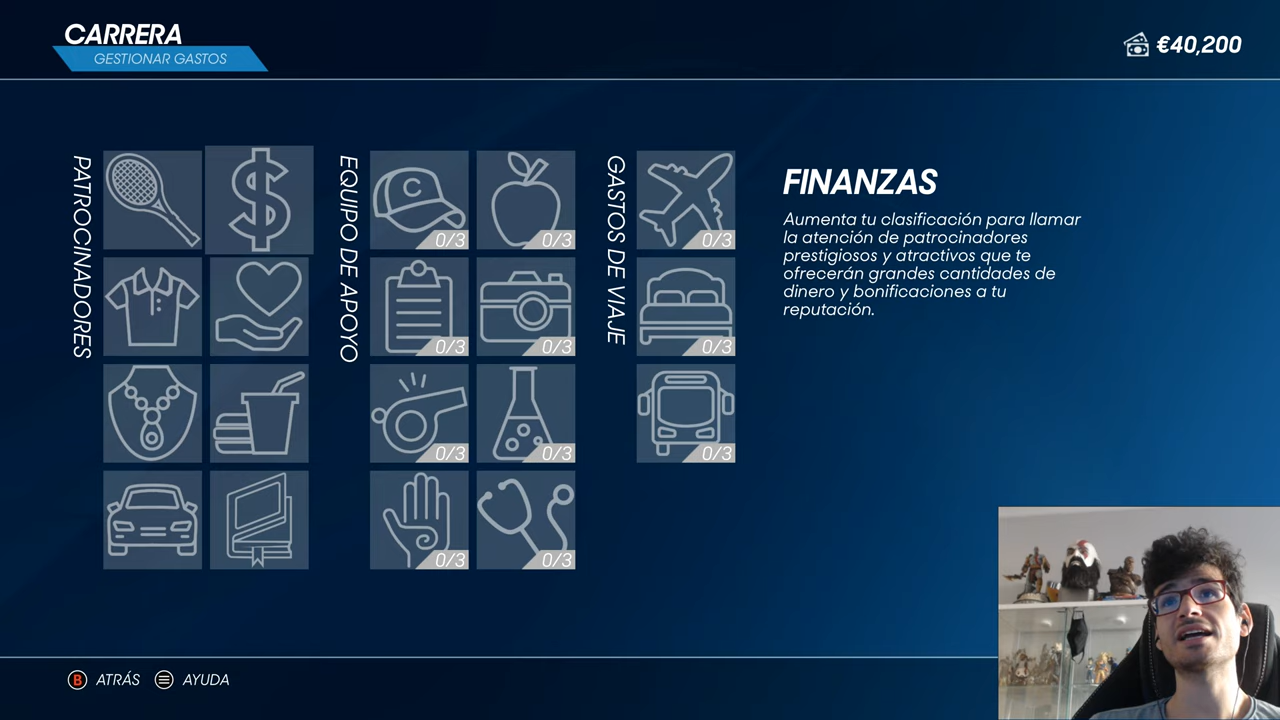 CARRERA
GESTIONAR GASTOS
€40,200
PATROCINADORES
EQUIPO DE APOYO
C
0/3
0/3
0/3
0/3
0/3
0/3
0/3
0/3
GASTOS DE VIAJE
0/3
0/3
0/3
FINANZAS
Aumenta tu clasificación para llamar
la atención de patrocinadores
prestigiosos y atractivos que te
ofrecerán grandes cantidades de
dinero y bonificaciones a tu
reputación.
B ATRÁS
AYUDA